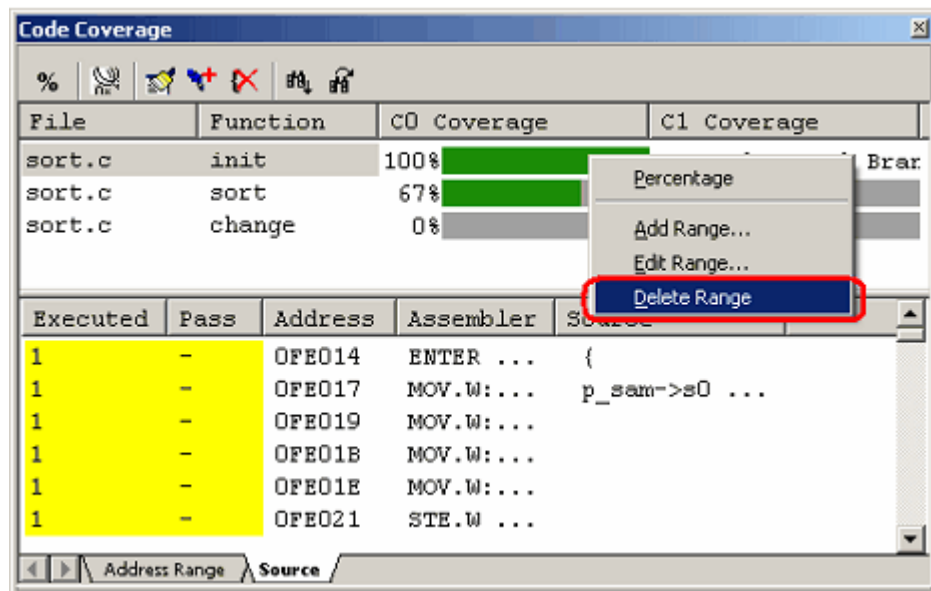 Code Coverage
%
File Function C0 Coverage C1 Coverage
sort.c init 100% Bran
sort.c sort 67%
sort.c change 0%
Percentage
Add Range...
Edit Range...
Delete Range
Executed Pass Address Assembler Source
1 - 0FE014 ENTER ... {
1 - 0FE017 MOV.W:... p_sam->s0 ...
1 - 0FE019 MOV.W:...
1 - 0FE01B MOV.W:...
1 - 0FE01E MOV.W:...
1 - 0FE021 STE.W ...
Address Range Source